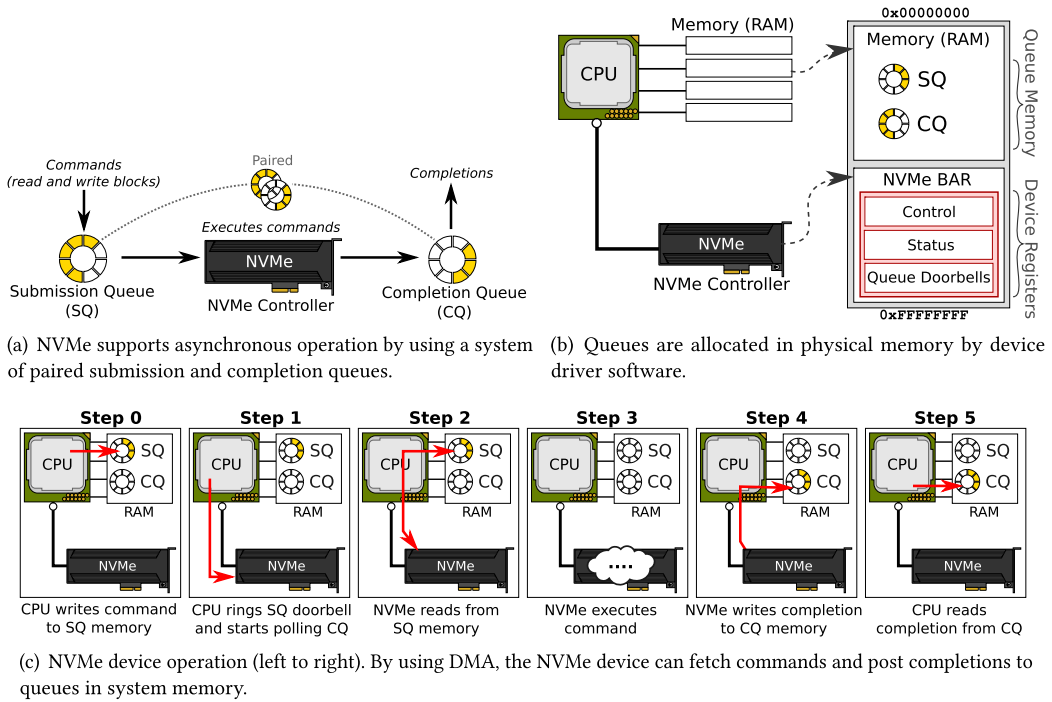 Commands
(read and write blocks)
Paired
Completions
Executes commands
NVMe
Submission Queue
(SQ)
NVMe Controller
Completion Queue
(CQ)
(a) NVMe supports asynchronous operation by using a system
of paired submission and completion queues.
Memory (RAM)
CPU
NVMe
NVMe Controller
0x00000000
Memory (RAM)
SQ
CQ
Queue Memory
NVMe BAR
Control
Status
Queue Doorbells
Device Registers
0xFFFFFFFF
(b) Queues are allocated in physical memory by device
driver software.
Step 0
CPU
SQ
CQ
RAM
NVMe
CPU writes command
to SQ memory
Step 1
CPU
SQ
CQ
RAM
NVMe
CPU rings SQ doorbell
and starts polling CQ
Step 2
CPU
SQ
CQ
RAM
NVMe
NVMe reads from
SQ memory
Step 3
CPU
SQ
CQ
RAM
....
NVMe executes
command
Step 4
CPU
SQ
CQ
RAM
NVMe
NVMe writes completion
to CQ memory
Step 5
CPU
SQ
CQ
RAM
NVMe
CPU reads
completion from CQ
(c) NVMe device operation (left to right). By using DMA, the NVMe device can fetch commands and post completions to
queues in system memory.